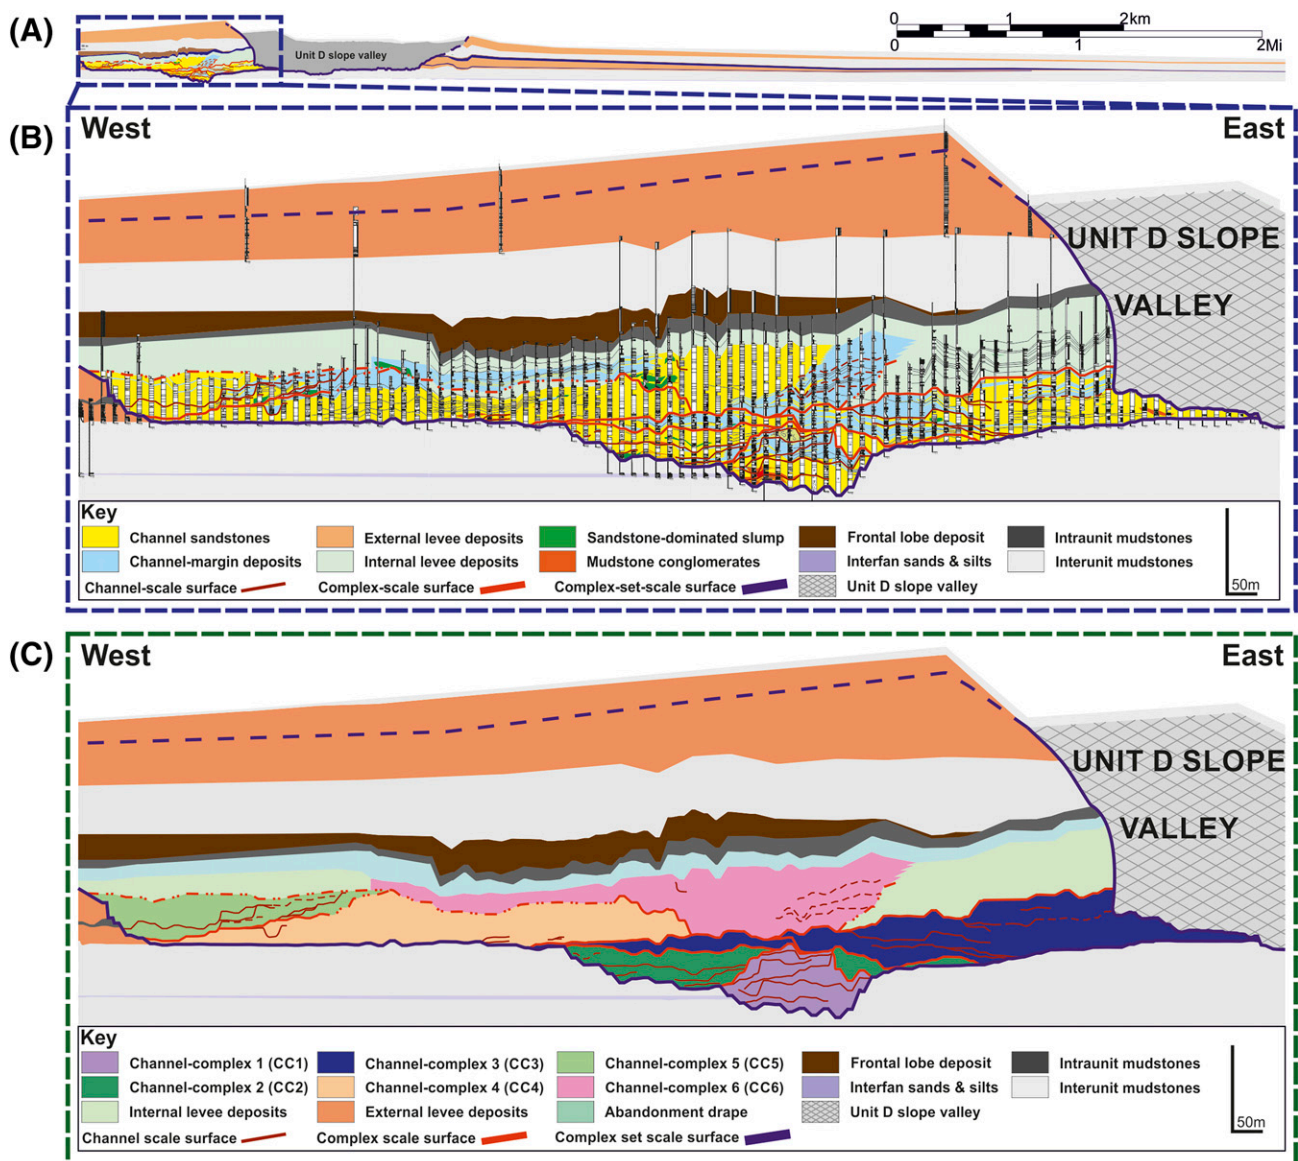 (A)
0 1 2km
0 1 2Mi
Unit D slope valley
(B)
West East
UNIT D SLOPE
VALLEY
Key
Channel sandstones External levee deposits Sandstone-dominated slump Frontal lobe deposit Intraunit mudstones
Channel-margin deposits Internal levee deposits Mudstone conglomerates Interfan sands & silts Interunit mudstones
Channel-scale surface Complex-scale surface Complex-set-scale surface Unit D slope valley
50m
(C)
West East
UNIT D SLOPE
VALLEY
Key
Channel-complex 1 (CC1) Channel-complex 3 (CC3) Channel-complex 5 (CC5) Frontal lobe deposit Intraunit mudstones
Channel-complex 2 (CC2) Channel-complex 4 (CC4) Channel-complex 6 (CC6) Interfan sands & silts Interunit mudstones
Internal levee deposits External levee deposits Abandonment drape Unit D slope valley
Channel scale surface Complex scale surface Complex set scale surface
50m